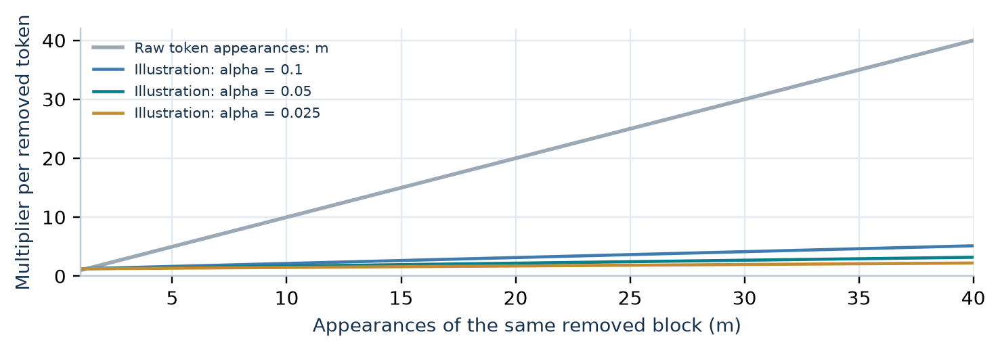 Multiplier per removed token
40
30
20
10
0
Raw token appearances: m
Illustration: alpha = 0.1
Illustration: alpha = 0.05
Illustration: alpha = 0.025
5 10 15 20 25 30 35 40
Appearances of the same removed block (m)